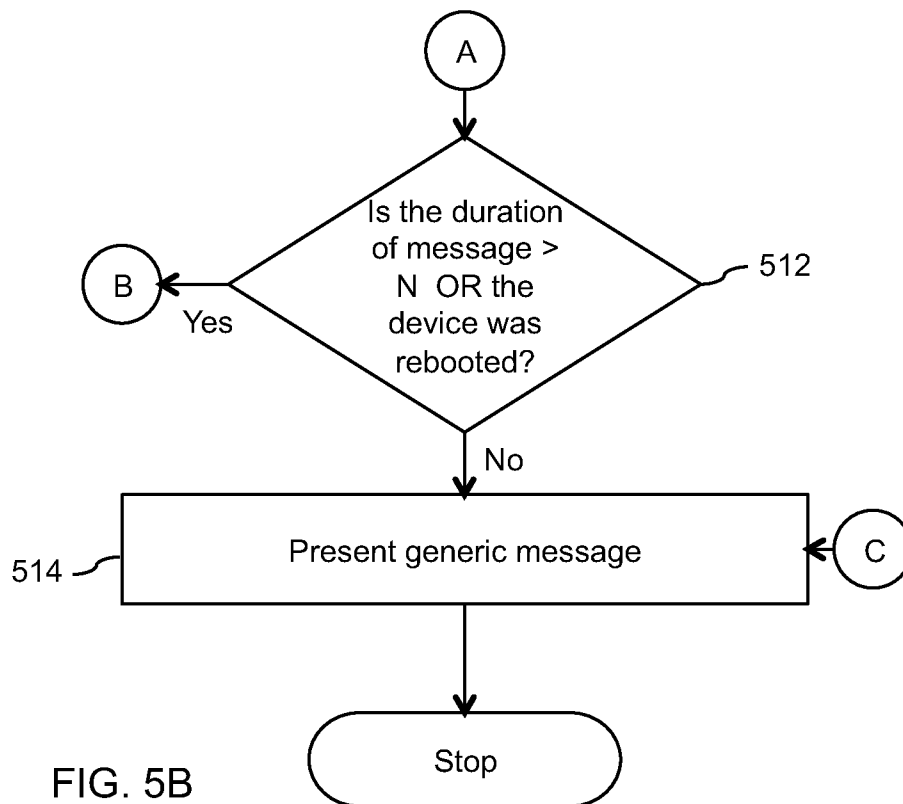 A
Is the duration
of message >
N OR the
device was
rebooted?
512
B
Yes
No
Present generic message
C
514
Stop
FIG. 5B